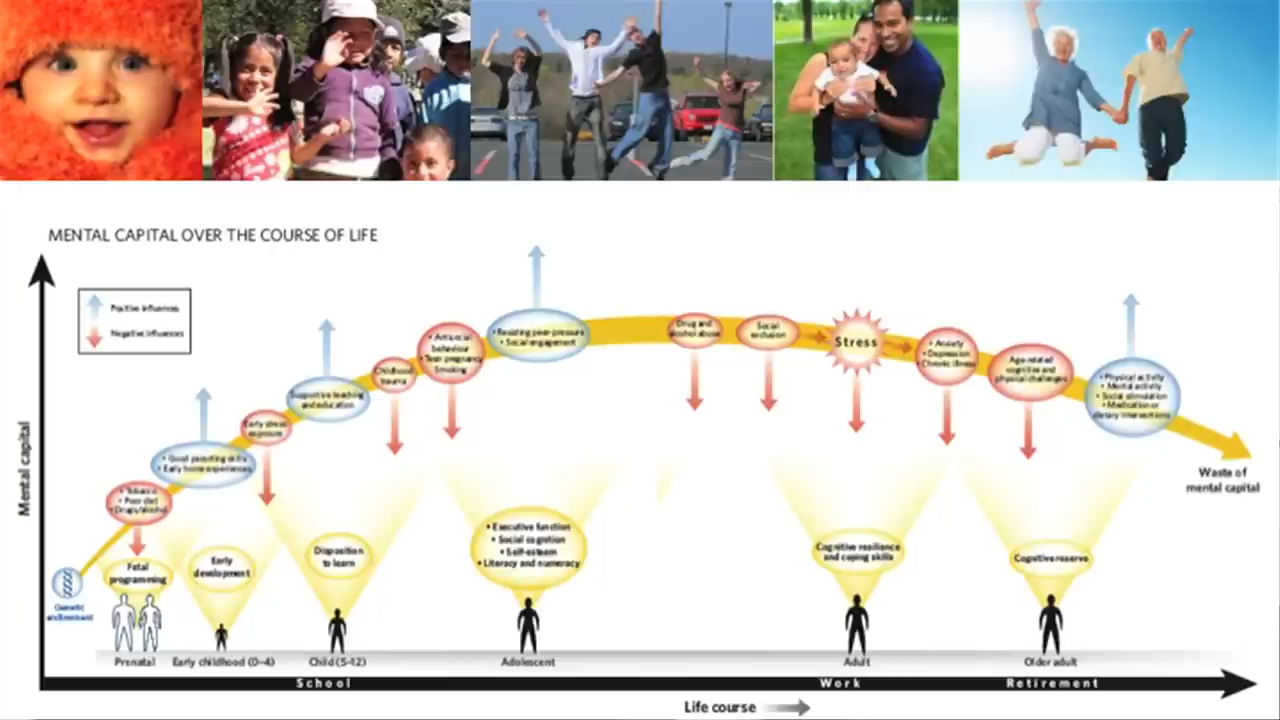 MENTAL CAPITAL OVER THE COURSE OF LIFE
Positive influences
Negative influences
Mental capital
• Resisting peer-pressure
• Social engagement
Drug and
alcohol abuse
Social
exclusion
Stress
• Anxiety
• Depression
• Chronic illness
• Antisocial
behaviour
• Teen pregnancy
Smoking
Childhood
trauma
Age-related
cognitive and
physical challenges
• Physical activity
• Mental activity
• Social stimulation
• Medication or
dietary interventions
Supportive teaching
and education
Early stress
exposure
• Good parenting skills
• Early home experiences
• Tobacco
• Poor diet
• Drugs/alcohol
Waste of
mental capital
Fetal
programming
Early
development
Disposition
to learn
• Executive function
• Social cognition
• Self-esteem
• Literacy and numeracy
Cognitive resilience
and coping skills
Cognitive reserve
Genetic
endowment
Prenatal
Early childhood (0–4)
Child (5-12)
Adolescent
Adult
Older adult
School
Work
Retirement
Life course